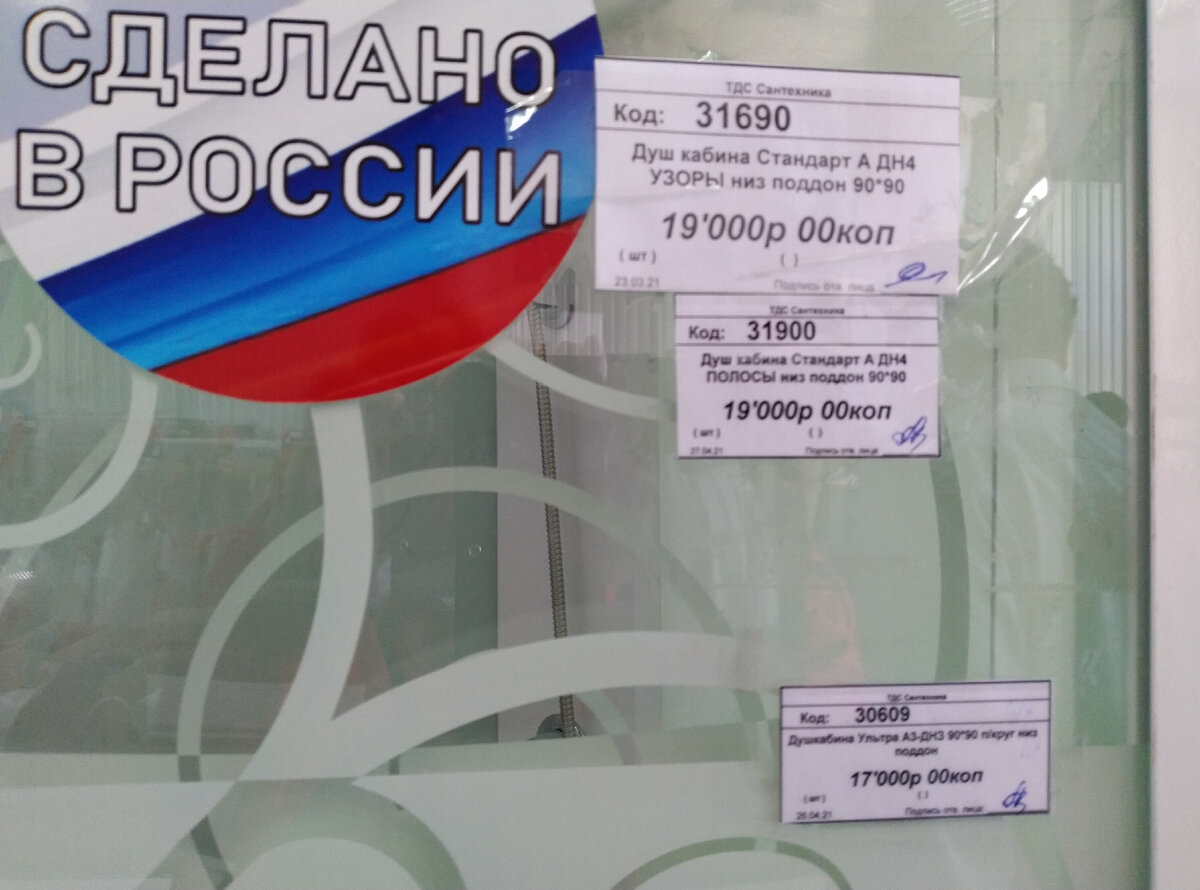 СДЕЛАНО
В РОССИИ
ТДС Сантехника
Код: 31690
Душ кабина Стандарт А ДН4
УЗОРЫ низ поддон 90*90
19'000р 00коп
( шт ) ( )
23.03.21 Подпись отв. лица:
ТДС Сантехника
Код: 31900
Душ кабина Стандарт А ДН4
ПОЛОСЫ низ поддон 90*90
19'000р 00коп
( шт ) ( )
27.04.21 Подпись отв. лица:
ТДС Сантехника
Код: 30609
Душкабина Ультра А3-ДН3 90*90 п/круг низ
поддон
17'000р 00коп
( шт ) ( )
26.04.21 Подпись отв. лица: